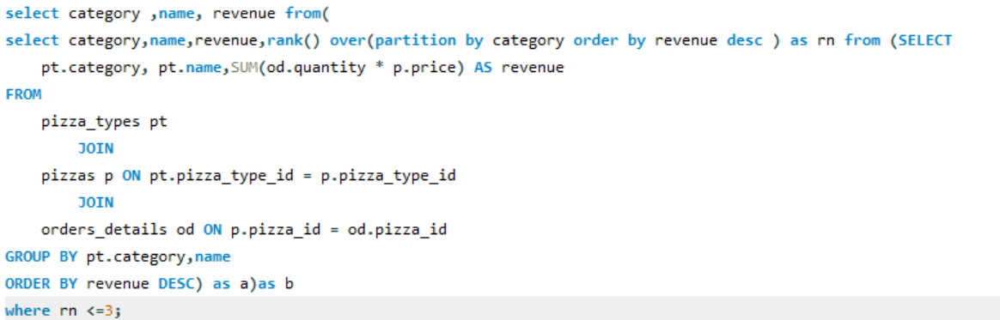 select category ,name, revenue from(
select category,name,revenue,rank() over(partition by category order by revenue desc ) as rn from (SELECT
pt.category, pt.name,SUM(od.quantity * p.price) AS revenue
FROM
pizza_types pt
JOIN
pizzas p ON pt.pizza_type_id = p.pizza_type_id
JOIN
orders_details od ON p.pizza_id = od.pizza_id
GROUP BY pt.category,name
ORDER BY revenue DESC) as a)as b
where rn <=3;